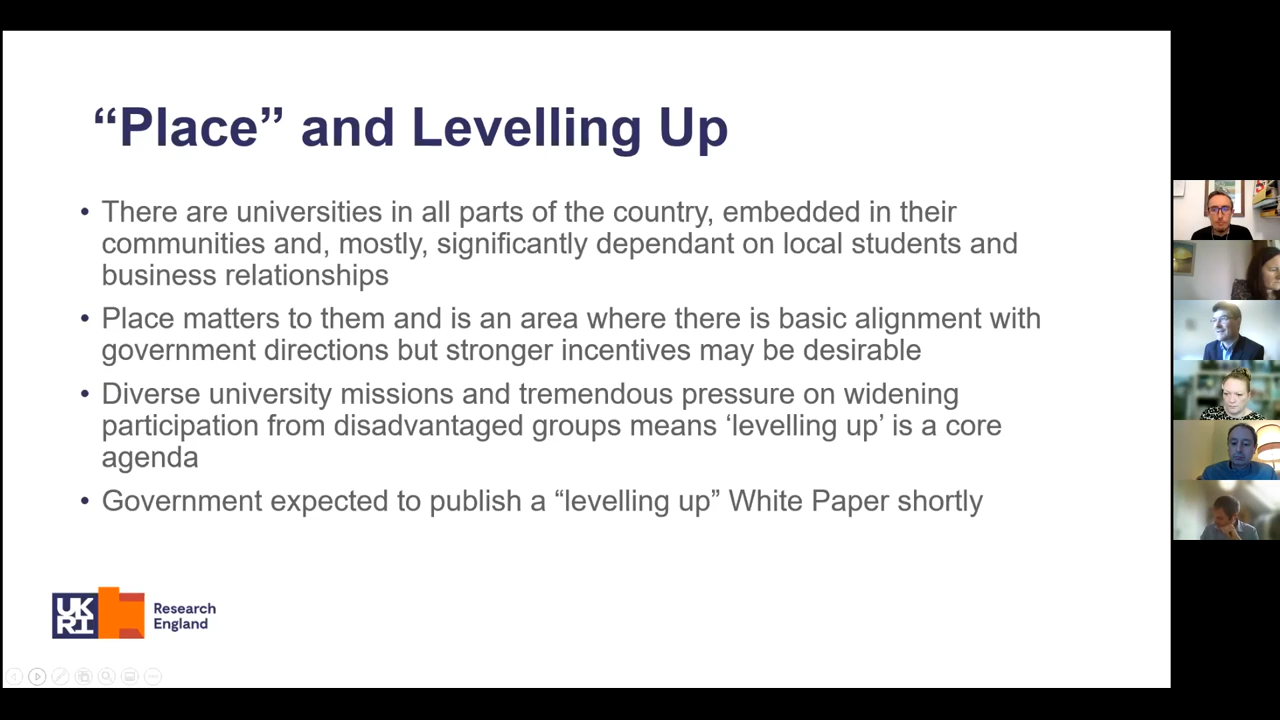 “Place” and Levelling Up
• There are universities in all parts of the country, embedded in their
communities and, mostly, significantly dependant on local students and
business relationships
• Place matters to them and is an area where there is basic alignment with
government directions but stronger incentives may be desirable
• Diverse university missions and tremendous pressure on widening
participation from disadvantaged groups means ‘levelling up’ is a core
agenda
• Government expected to publish a “levelling up” White Paper shortly
UK
RI
Research
England